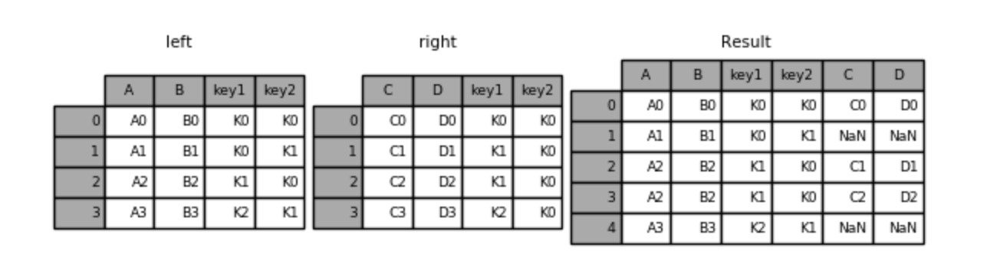 left
A B key1 key2
0 A0 B0 K0 K0
1 A1 B1 K0 K1
2 A2 B2 K1 K0
3 A3 B3 K2 K1
right
C D key1 key2
0 C0 D0 K0 K0
1 C1 D1 K1 K0
2 C2 D2 K1 K0
3 C3 D3 K2 K0
Result
A B key1 key2 C D
0 A0 B0 K0 K0 C0 D0
1 A1 B1 K0 K1 NaN NaN
2 A2 B2 K1 K0 C1 D1
3 A2 B2 K1 K0 C2 D2
4 A3 B3 K2 K1 NaN NaN